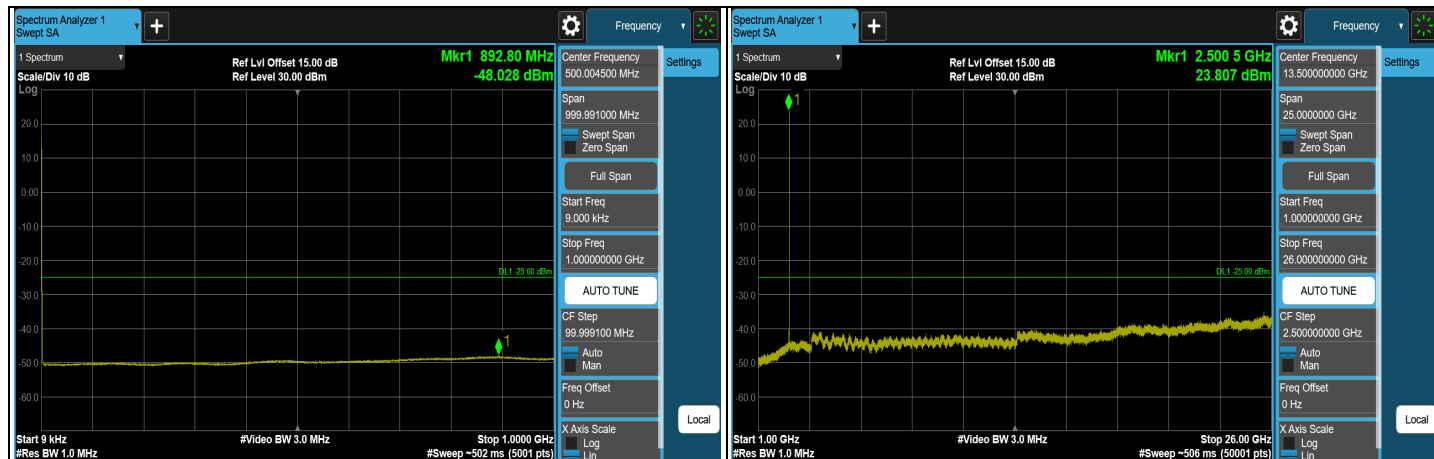 Spectrum Analyzer 1
Swept SA
+
Frequency
1 Spectrum
Scale/Div 10 dB
Log
Ref Lvl Offset 15.00 dB
Ref Level 30.00 dBm
Mkr1 892.80 MHz
-48.028 dBm
20.0
10.0
0.00
-10.0
-20.0
-30.0
-40.0
-50.0
-60.0
DL1 -25.00 dBm
1
Start 9 kHz
#Res BW 1.0 MHz
#Video BW 3.0 MHz
Stop 1.0000 GHz
#Sweep ~502 ms (5001 pts)
Center Frequency
500.004500 MHz
Span
999.991000 MHz
Swept Span
Zero Span
Full Span
Start Freq
9.000 kHz
Stop Freq
1.000000000 GHz
AUTO TUNE
CF Step
99.999100 MHz
Auto
Man
Freq Offset
0 Hz
X Axis Scale
Log
Lin
Settings
Local
Spectrum Analyzer 1
Swept SA
+
Frequency
1 Spectrum
Scale/Div 10 dB
Log
Ref Lvl Offset 15.00 dB
Ref Level 30.00 dBm
Mkr1 2.500 5 GHz
23.807 dBm
1
20.0
10.0
0.00
-10.0
-20.0
-30.0
-40.0
-50.0
-60.0
DL1 -25.00 dBm
Start 1.00 GHz
#Res BW 1.0 MHz
#Video BW 3.0 MHz
Stop 26.00 GHz
#Sweep ~506 ms (50001 pts)
Center Frequency
13.500000000 GHz
Span
25.0000000 GHz
Swept Span
Zero Span
Full Span
Start Freq
1.000000000 GHz
Stop Freq
26.000000000 GHz
AUTO TUNE
CF Step
2.500000000 GHz
Auto
Man
Freq Offset
0 Hz
X Axis Scale
Log
Lin
Settings
Local